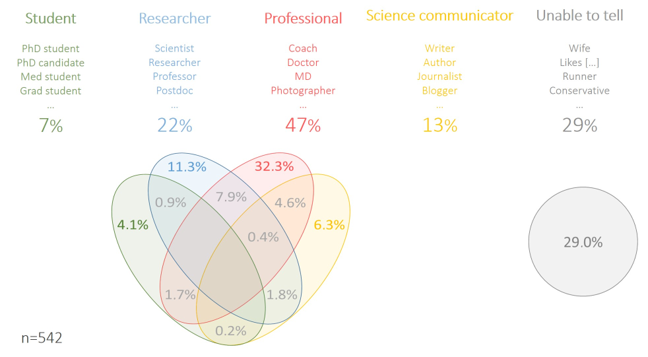 Student Researcher Professional Science communicator Unable to tell
PhD student Scientist Coach Writer Wife
PhD candidate Researcher Doctor Author Likes [...]
Med student Professor MD Journalist Runner
Grad student Postdoc Photographer Blogger Conservative
... ... ... ... ...
7% 22% 47% 13% 29%
11.3% 32.3%
0.9% 7.9% 4.6%
4.1% 6.3%
0.4%
29.0%
1.7% 1.8%
0.2%
n=542